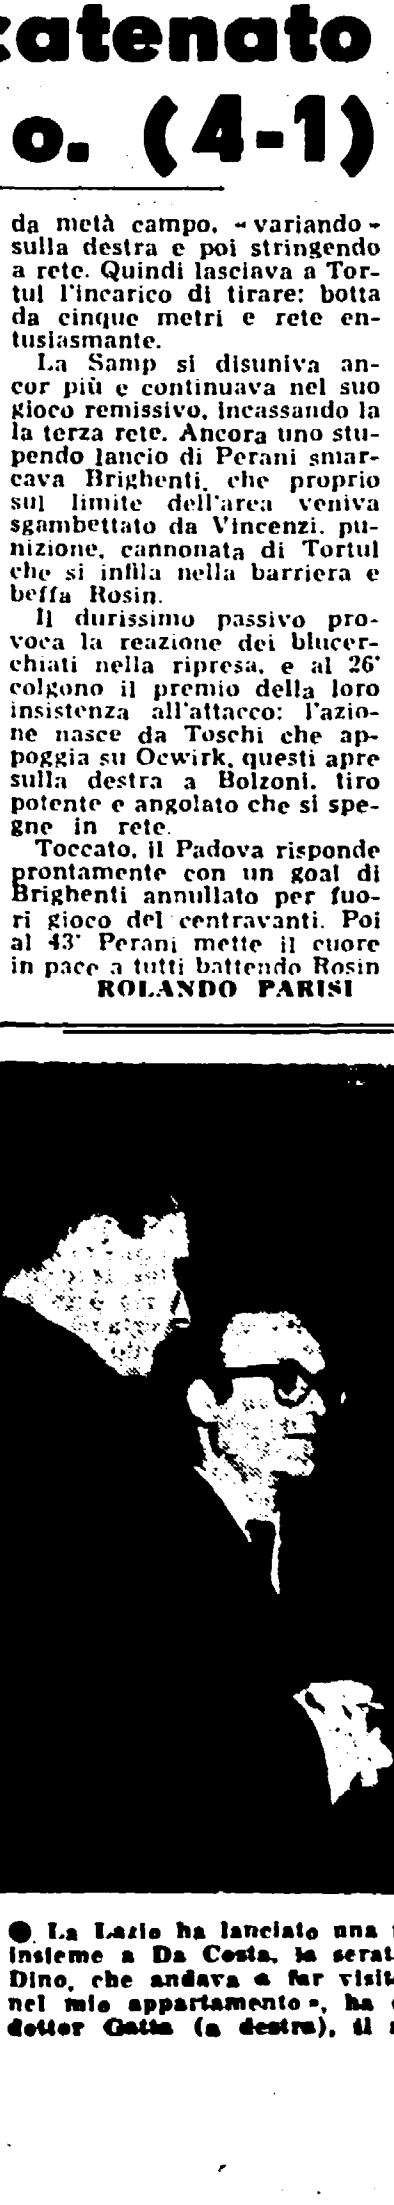 catenato
o. (4-1)
da metà campo, « variando »
sulla destra e poi stringendo
a rete. Quindi lasciava a Tor-
tul l'incarico di tirare: botta
da cinque metri e rete en-
tusiasmante.
La Samp si disuniva an-
cor più e continuava nel suo
gioco remissivo, incassando la
la terza rete. Ancora uno stu-
pendo lancio di Perani smar-
cava Brighenti, che proprio
sul limite dell'area veniva
sgambettato da Vincenzi. pu-
nizione, cannonata di Tortul
che si infila nella barriera e
beffa Rosin.
Il durissimo passivo pro-
voca la reazione dei blucer-
chiati nella ripresa, e al 26'
colgono il premio della loro
insistenza all'attacco: l'azio-
ne nasce da Toschi che ap-
poggia su Ocwirk, questi apre
sulla destra a Bolzoni. tiro
potente e angolato che si spe-
gne in rete.
Toccato, il Padova risponde
prontamente con un goal di
Brighenti annullato per fuo-
ri gioco del centravanti. Poi
al 43' Perani mette il cuore
in pace a tutti battendo Rosin
ROLANDO PARISI
● La Lazio ha lanciato una
insieme a Da Costa, la serat
Dino, che andava a far visit
nel mio appartamento », ha
dottor Gatta (a destra), il